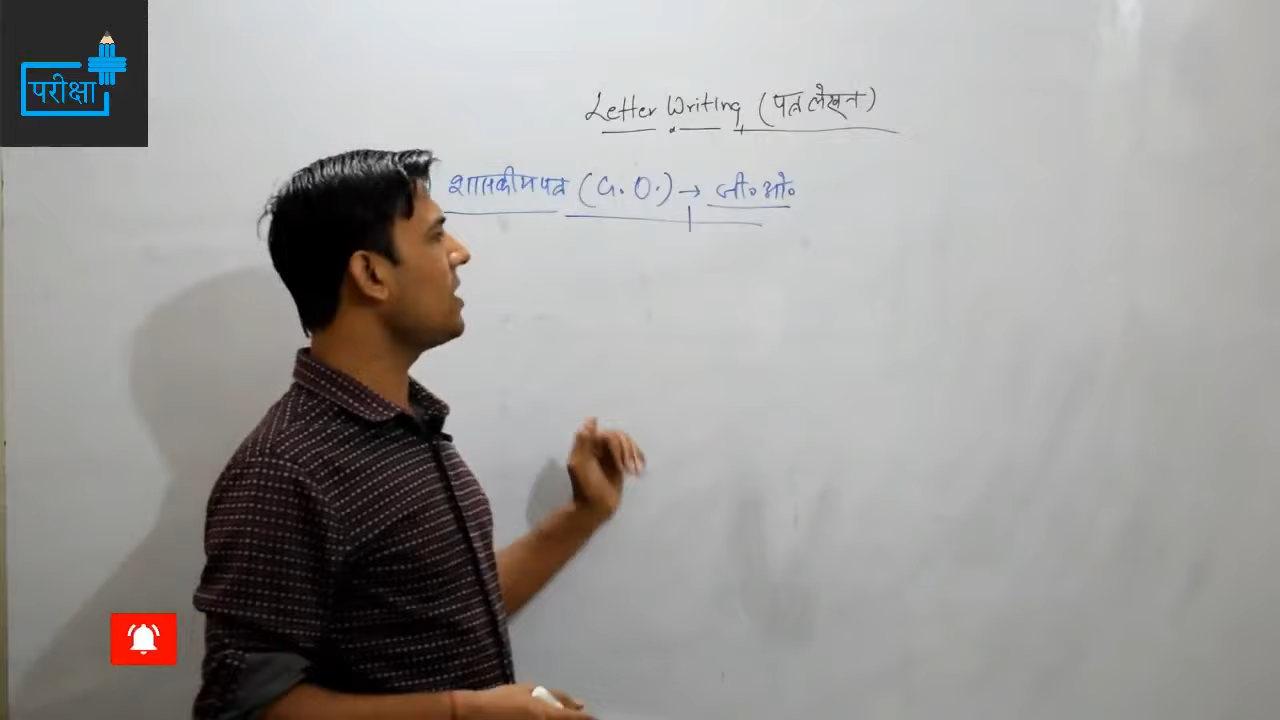 परीक्षा
Letter Writing (पत्र लेखन)
शासकीय पत्र (G. O.) → जी॰ ओ॰